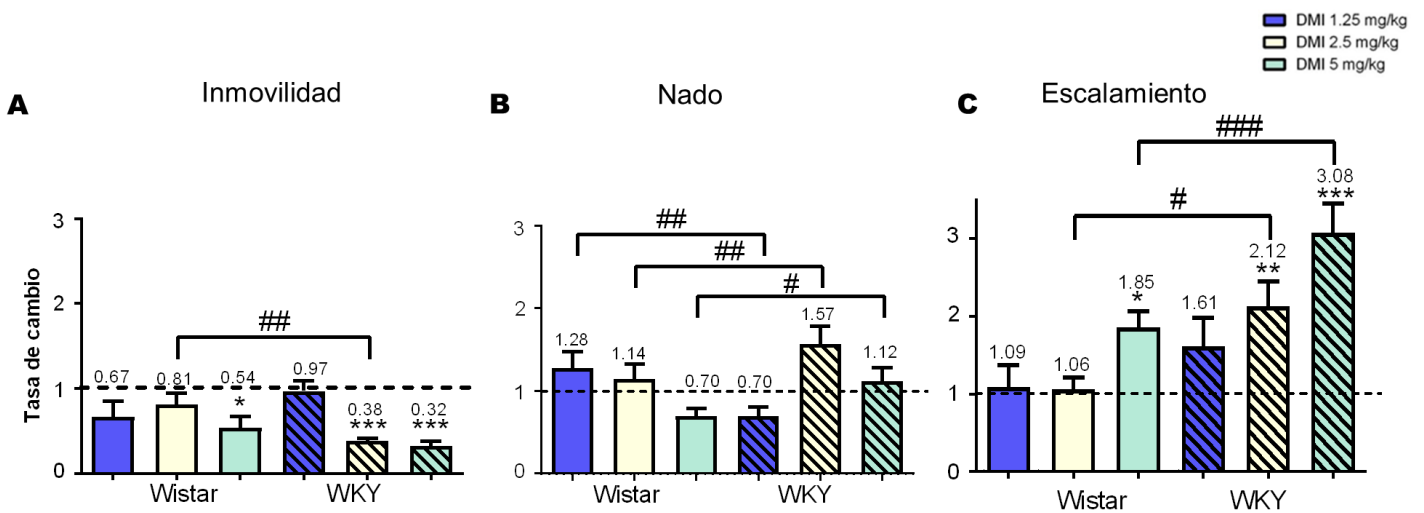 DMI 1.25 mg/kg
DMI 2.5 mg/kg
DMI 5 mg/kg
A
Inmovilidad
Tasa de cambio
3
2
1
0
##
0.67
0.81
0.54
*
0.97
0.38
***
0.32
***
Wistar
WKY
B
Nado
3
2
1
0
##
##
#
1.28
1.14
0.70
0.70
1.57
1.12
Wistar
WKY
C
Escalamiento
3
2
1
0
###
#
1.09
1.06
1.85
*
1.61
2.12
**
3.08
***
Wistar
WKY